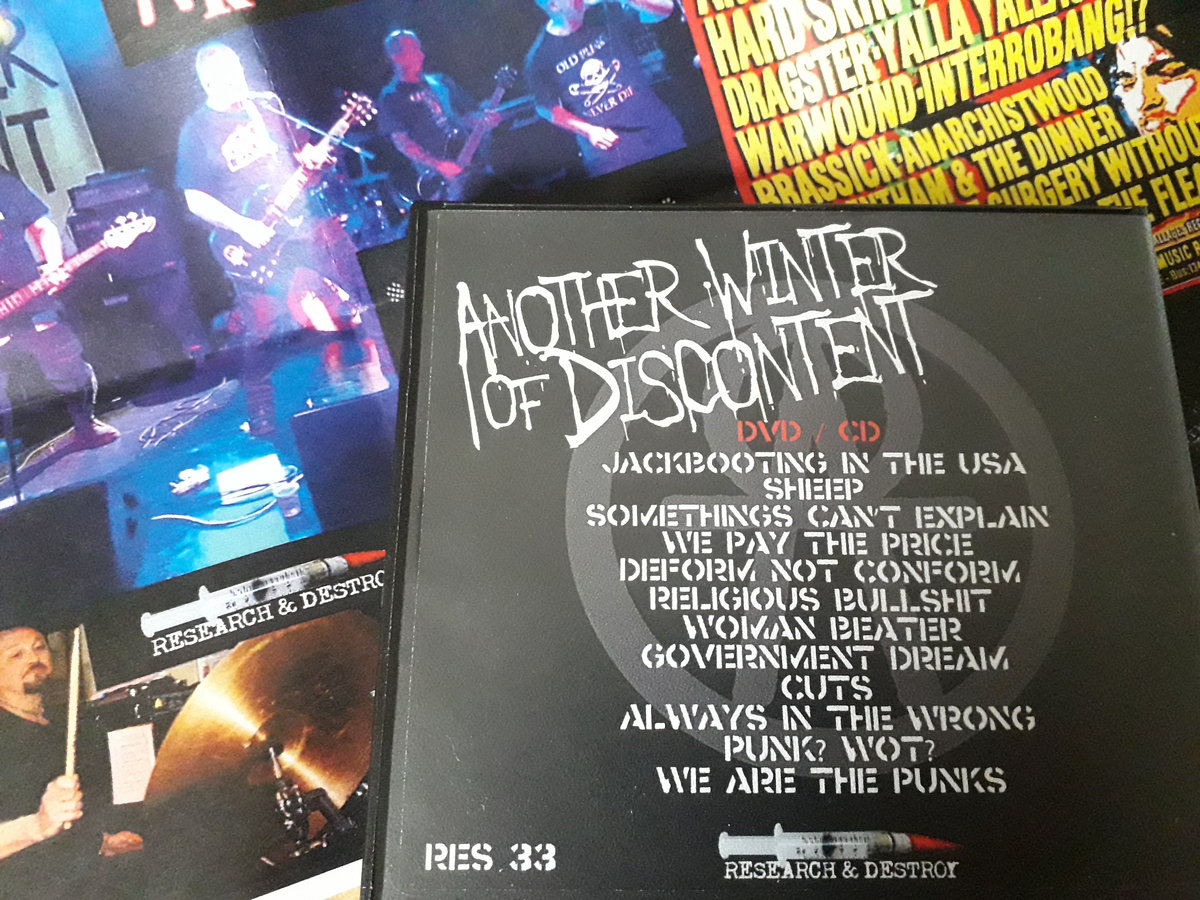 OLD PUNX
NEVER DIE
HARD SKIN
DRAGSTER·YALLA YALLA
WARWOUND·INTERROBANG!?
BRASSICK·ANARCHISTWOOD
& THE DINNER
SURGERY WITHOUT
THE FLEA
MUSIC
RESEARCH & DESTROY
ANOTHER WINTER
OF DISCONTENT
DVD / CD
JACKBOOTING IN THE USA
SHEEP
SOMETHINGS CAN'T EXPLAIN
WE PAY THE PRICE
DEFORM NOT CONFORM
RELIGIOUS BULLSHIT
WOMAN BEATER
GOVERNMENT DREAM
CUTS
ALWAYS IN THE WRONG
PUNK? WOT?
WE ARE THE PUNKS
RES 33
RESEARCH & DESTROY